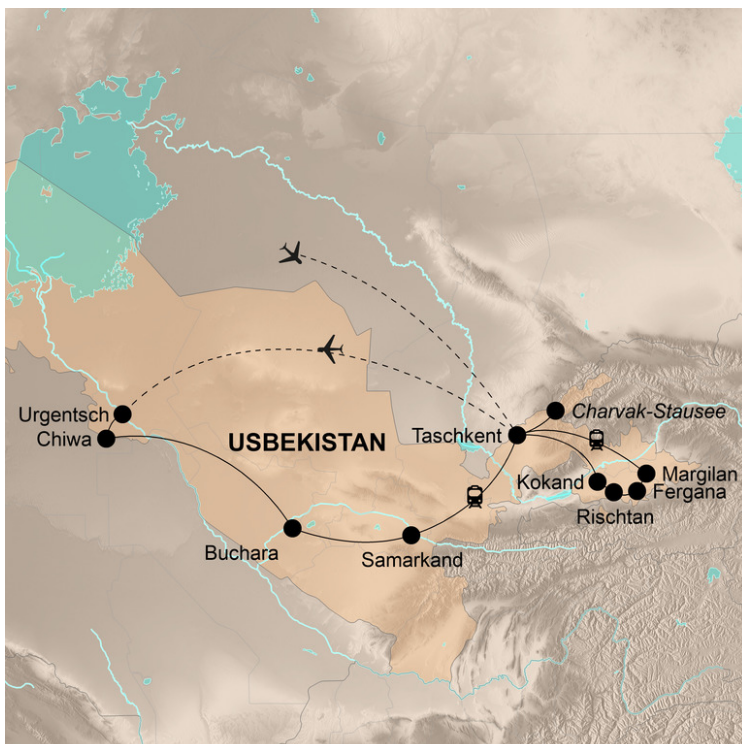 Urgentsch
Chiwa
USBEKISTAN
Taschkent
Charvak-Stausee
Kokand
Margilan
Fergana
Rischtan
Buchara
Samarkand